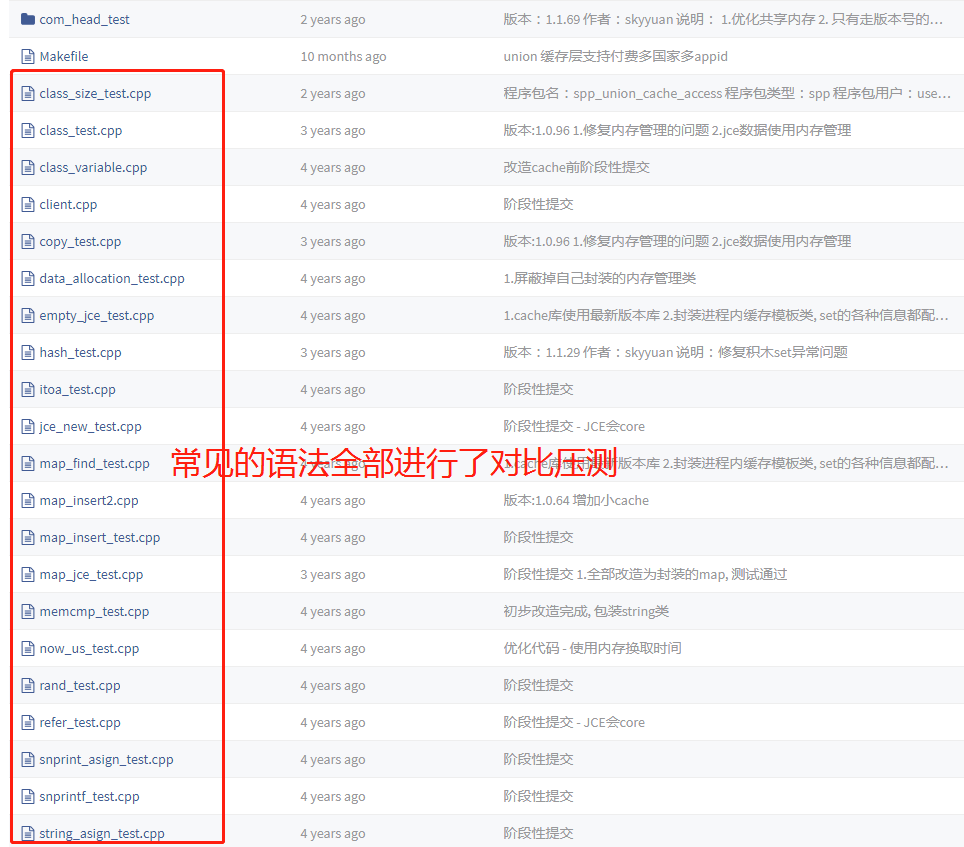 com_head_test 2 years ago 版本：1.1.69 作者：skyyuan 说明： 1.优化共享内存 2. 只有走版本号的…
Makefile 10 months ago union 缓存层支持付费多国家多appid
class_size_test.cpp 2 years ago 程序包名：spp_union_cache_access 程序包类型：spp 程序包用户：use…
class_test.cpp 3 years ago 版本:1.0.96 1.修复内存管理的问题 2.jce数据使用内存管理
class_variable.cpp 4 years ago 改造cache前阶段性提交
client.cpp 4 years ago 阶段性提交
copy_test.cpp 3 years ago 版本:1.0.96 1.修复内存管理的问题 2.jce数据使用内存管理
data_allocation_test.cpp 4 years ago 1.屏蔽掉自己封装的内存管理类
empty_jce_test.cpp 4 years ago 1.cache库使用最新版本库 2.封装进程内缓存模板类, set的各种信息都配…
hash_test.cpp 3 years ago 版本：1.1.29 作者：skyyuan 说明：修复积木set异常问题
itoa_test.cpp 4 years ago 阶段性提交
jce_new_test.cpp 4 years ago 阶段性提交 - JCE会core
map_find_test.cpp 4 years ago 1.cache库使用最新版本库 2.封装进程内缓存模板类, set的各种信息都配…
常见的语法全部进行了对比压测
map_insert2.cpp 4 years ago 版本:1.0.64 增加小cache
map_insert_test.cpp 4 years ago 阶段性提交
map_jce_test.cpp 3 years ago 阶段性提交 1.全部改造为封装的map, 测试通过
memcmp_test.cpp 4 years ago 初步改造完成, 包装string类
now_us_test.cpp 4 years ago 优化代码 - 使用内存换取时间
rand_test.cpp 4 years ago 阶段性提交
refer_test.cpp 4 years ago 阶段性提交 - JCE会core
snprint_asign_test.cpp 4 years ago 阶段性提交
snprintf_test.cpp 4 years ago 阶段性提交
string_asign_test.cpp 4 years ago 阶段性提交